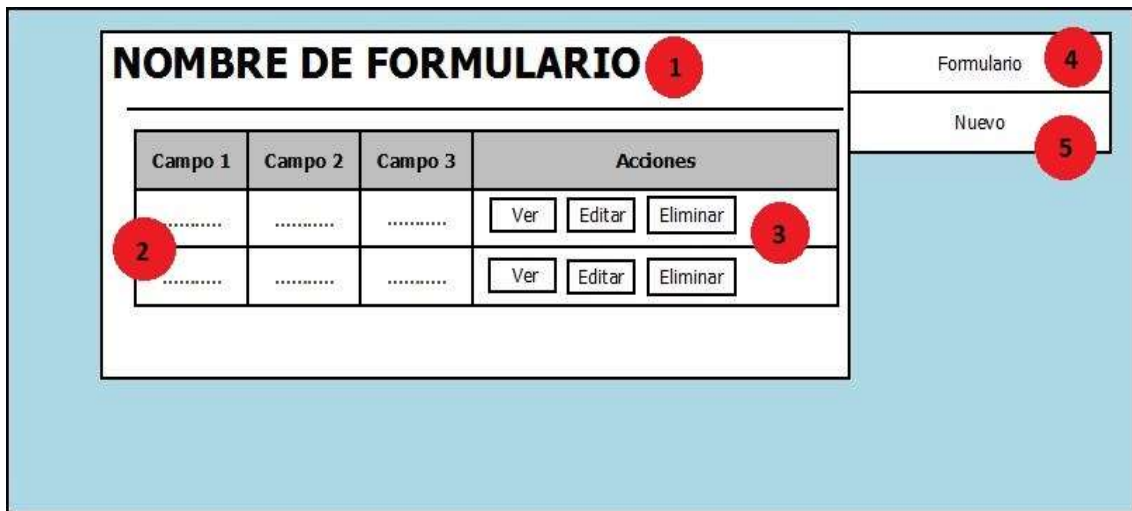 NOMBRE DE FORMULARIO 1
Formulario 4
Nuevo 5
Campo 1 Campo 2 Campo 3 Acciones
........... ........... ........... Ver Editar Eliminar 3
2
........... ........... ........... Ver Editar Eliminar